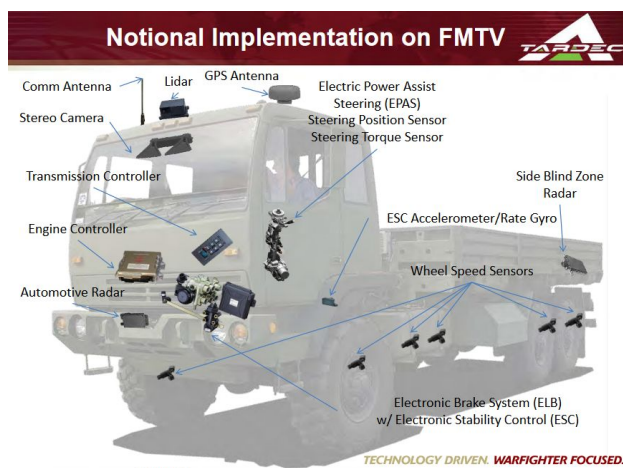 Notional Implementation on FMTV
TARDEC
Comm Antenna
Lidar
GPS Antenna
Electric Power Assist
Steering (EPAS)
Steering Position Sensor
Steering Torque Sensor
Stereo Camera
Transmission Controller
Side Blind Zone
Radar
ESC Accelerometer/Rate Gyro
Engine Controller
Wheel Speed Sensors
Automotive Radar
Electronic Brake System (ELB)
w/ Electronic Stability Control (ESC)
TECHNOLOGY DRIVEN. WARFIGHTER FOCUSED.